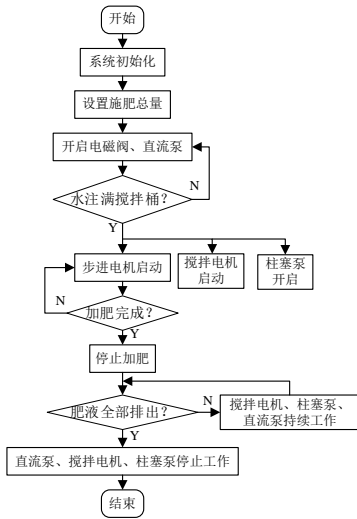 开始
系统初始化
设置施肥总量
开启电磁阀、直流泵
N
水注满搅拌桶？
Y
步进电机启动
搅拌电机
启动
柱塞泵
开启
N
加肥完成？
Y
停止加肥
肥液全部排出？
N
搅拌电机、柱塞泵、
直流泵持续工作
Y
直流泵、搅拌电机、柱塞泵停止工作
结束